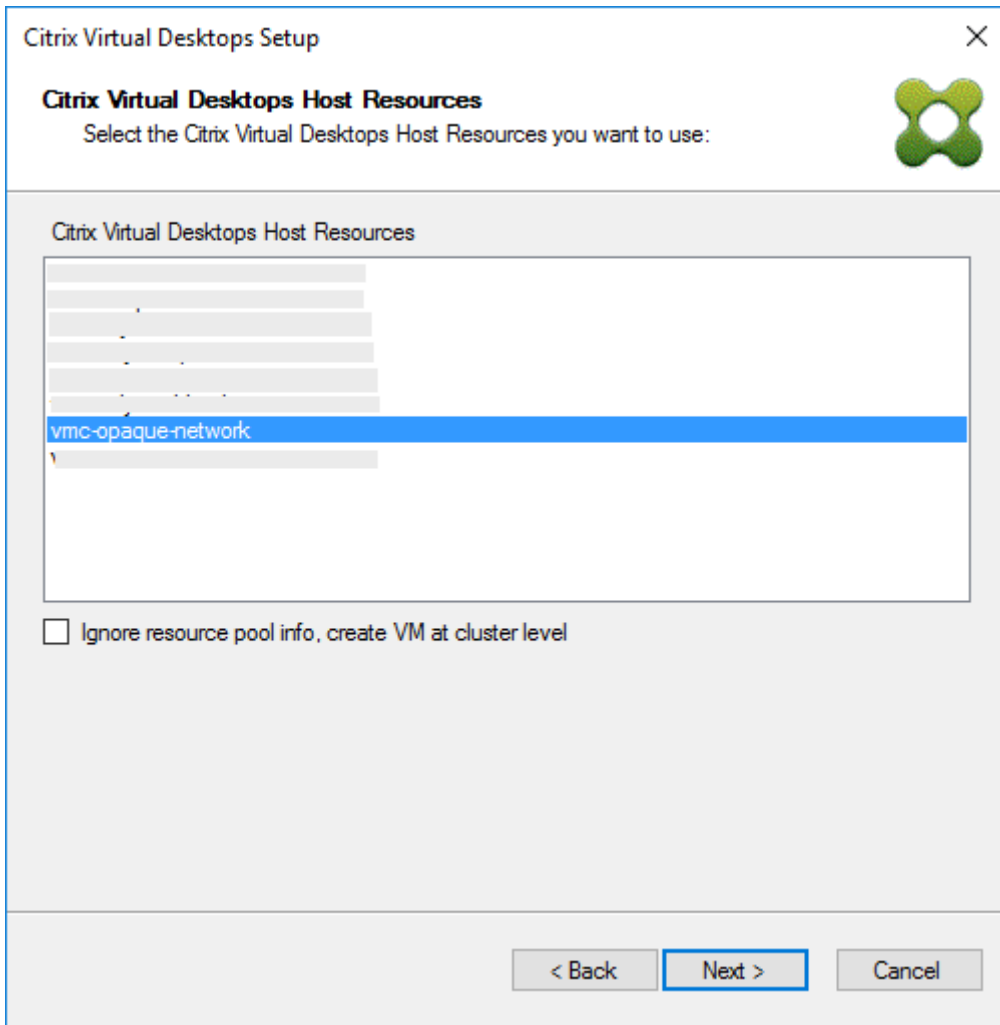 Citrix Virtual Desktops Setup
Citrix Virtual Desktops Host Resources
Select the Citrix Virtual Desktops Host Resources you want to use:
Citrix Virtual Desktops Host Resources
vmc-opaque-network
Ignore resource pool info, create VM at cluster level
< Back
Next >
Cancel